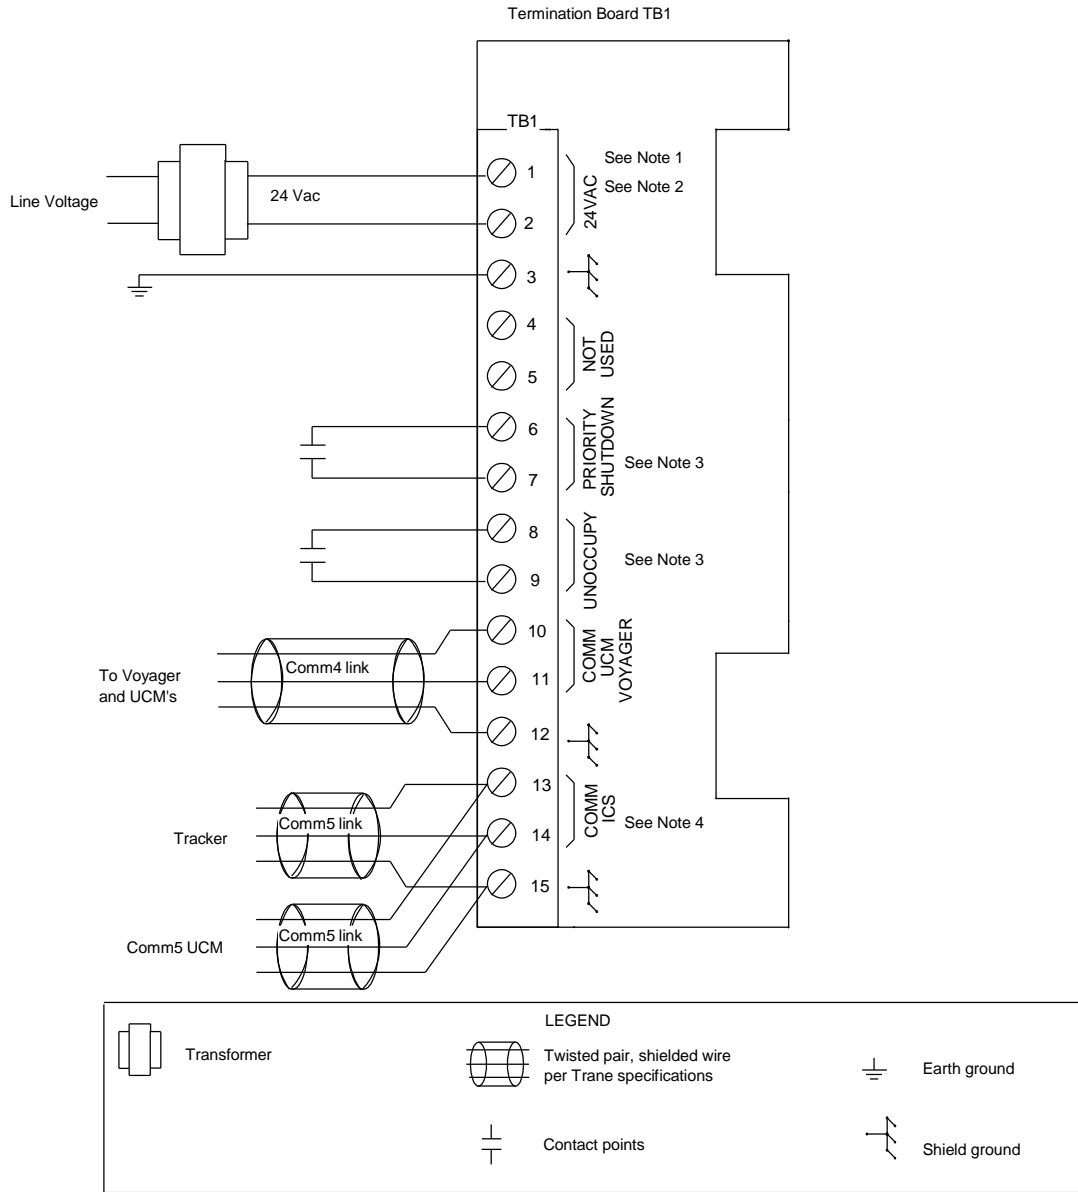 Termination Board TB1
TB1
1
See Note 1
Line Voltage
24 Vac
24VAC
See Note 2
2
3
4
NOT
USED
5
6
PRIORITY
SHUTDOWN
See Note 3
7
8
UNOCCUPY
See Note 3
9
10
COMM
UCM
VOYAGER
To Voyager
and UCM's
Comm4 link
11
12
13
COMM
ICS
See Note 4
Tracker
Comm5 link
14
15
Comm5 UCM
Comm5 link
LEGEND
Transformer
Twisted pair, shielded wire
per Trane specifications
Earth ground
Contact points
Shield ground